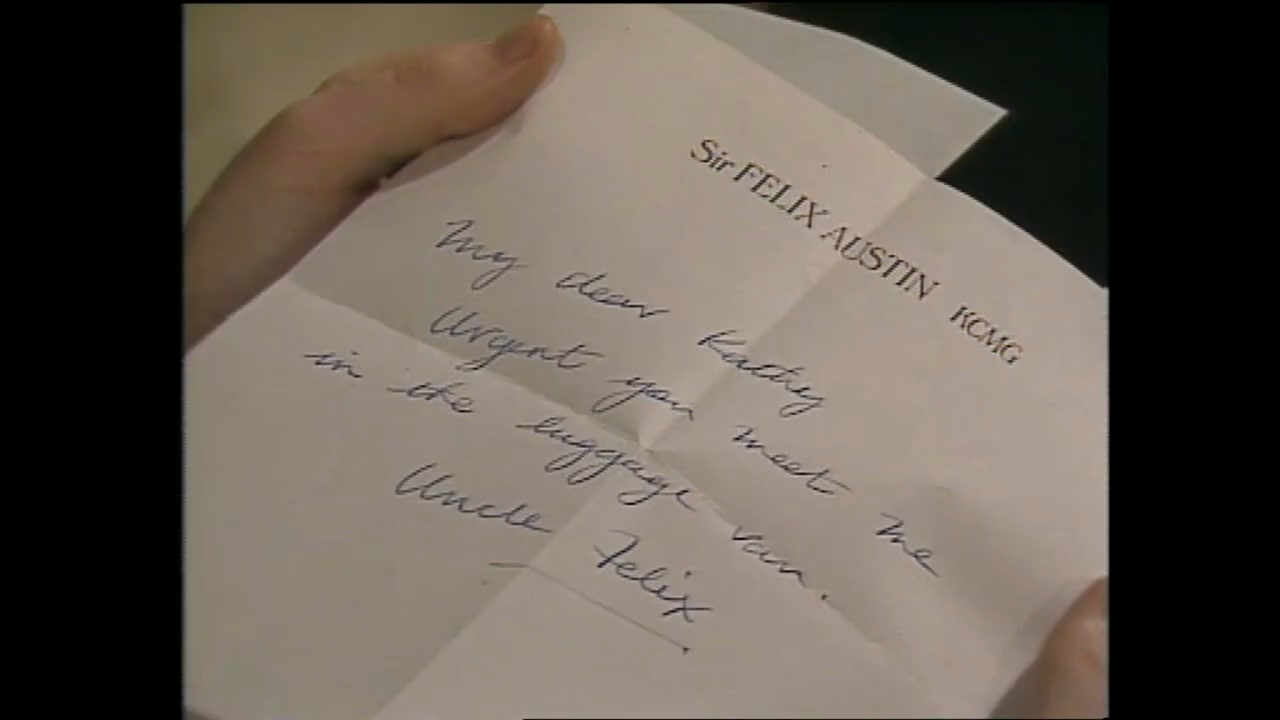 Sir FELIX AUSTIN KCMG
My dear Kathy
Urgent you meet me
in the luggage van.
Uncle Felix